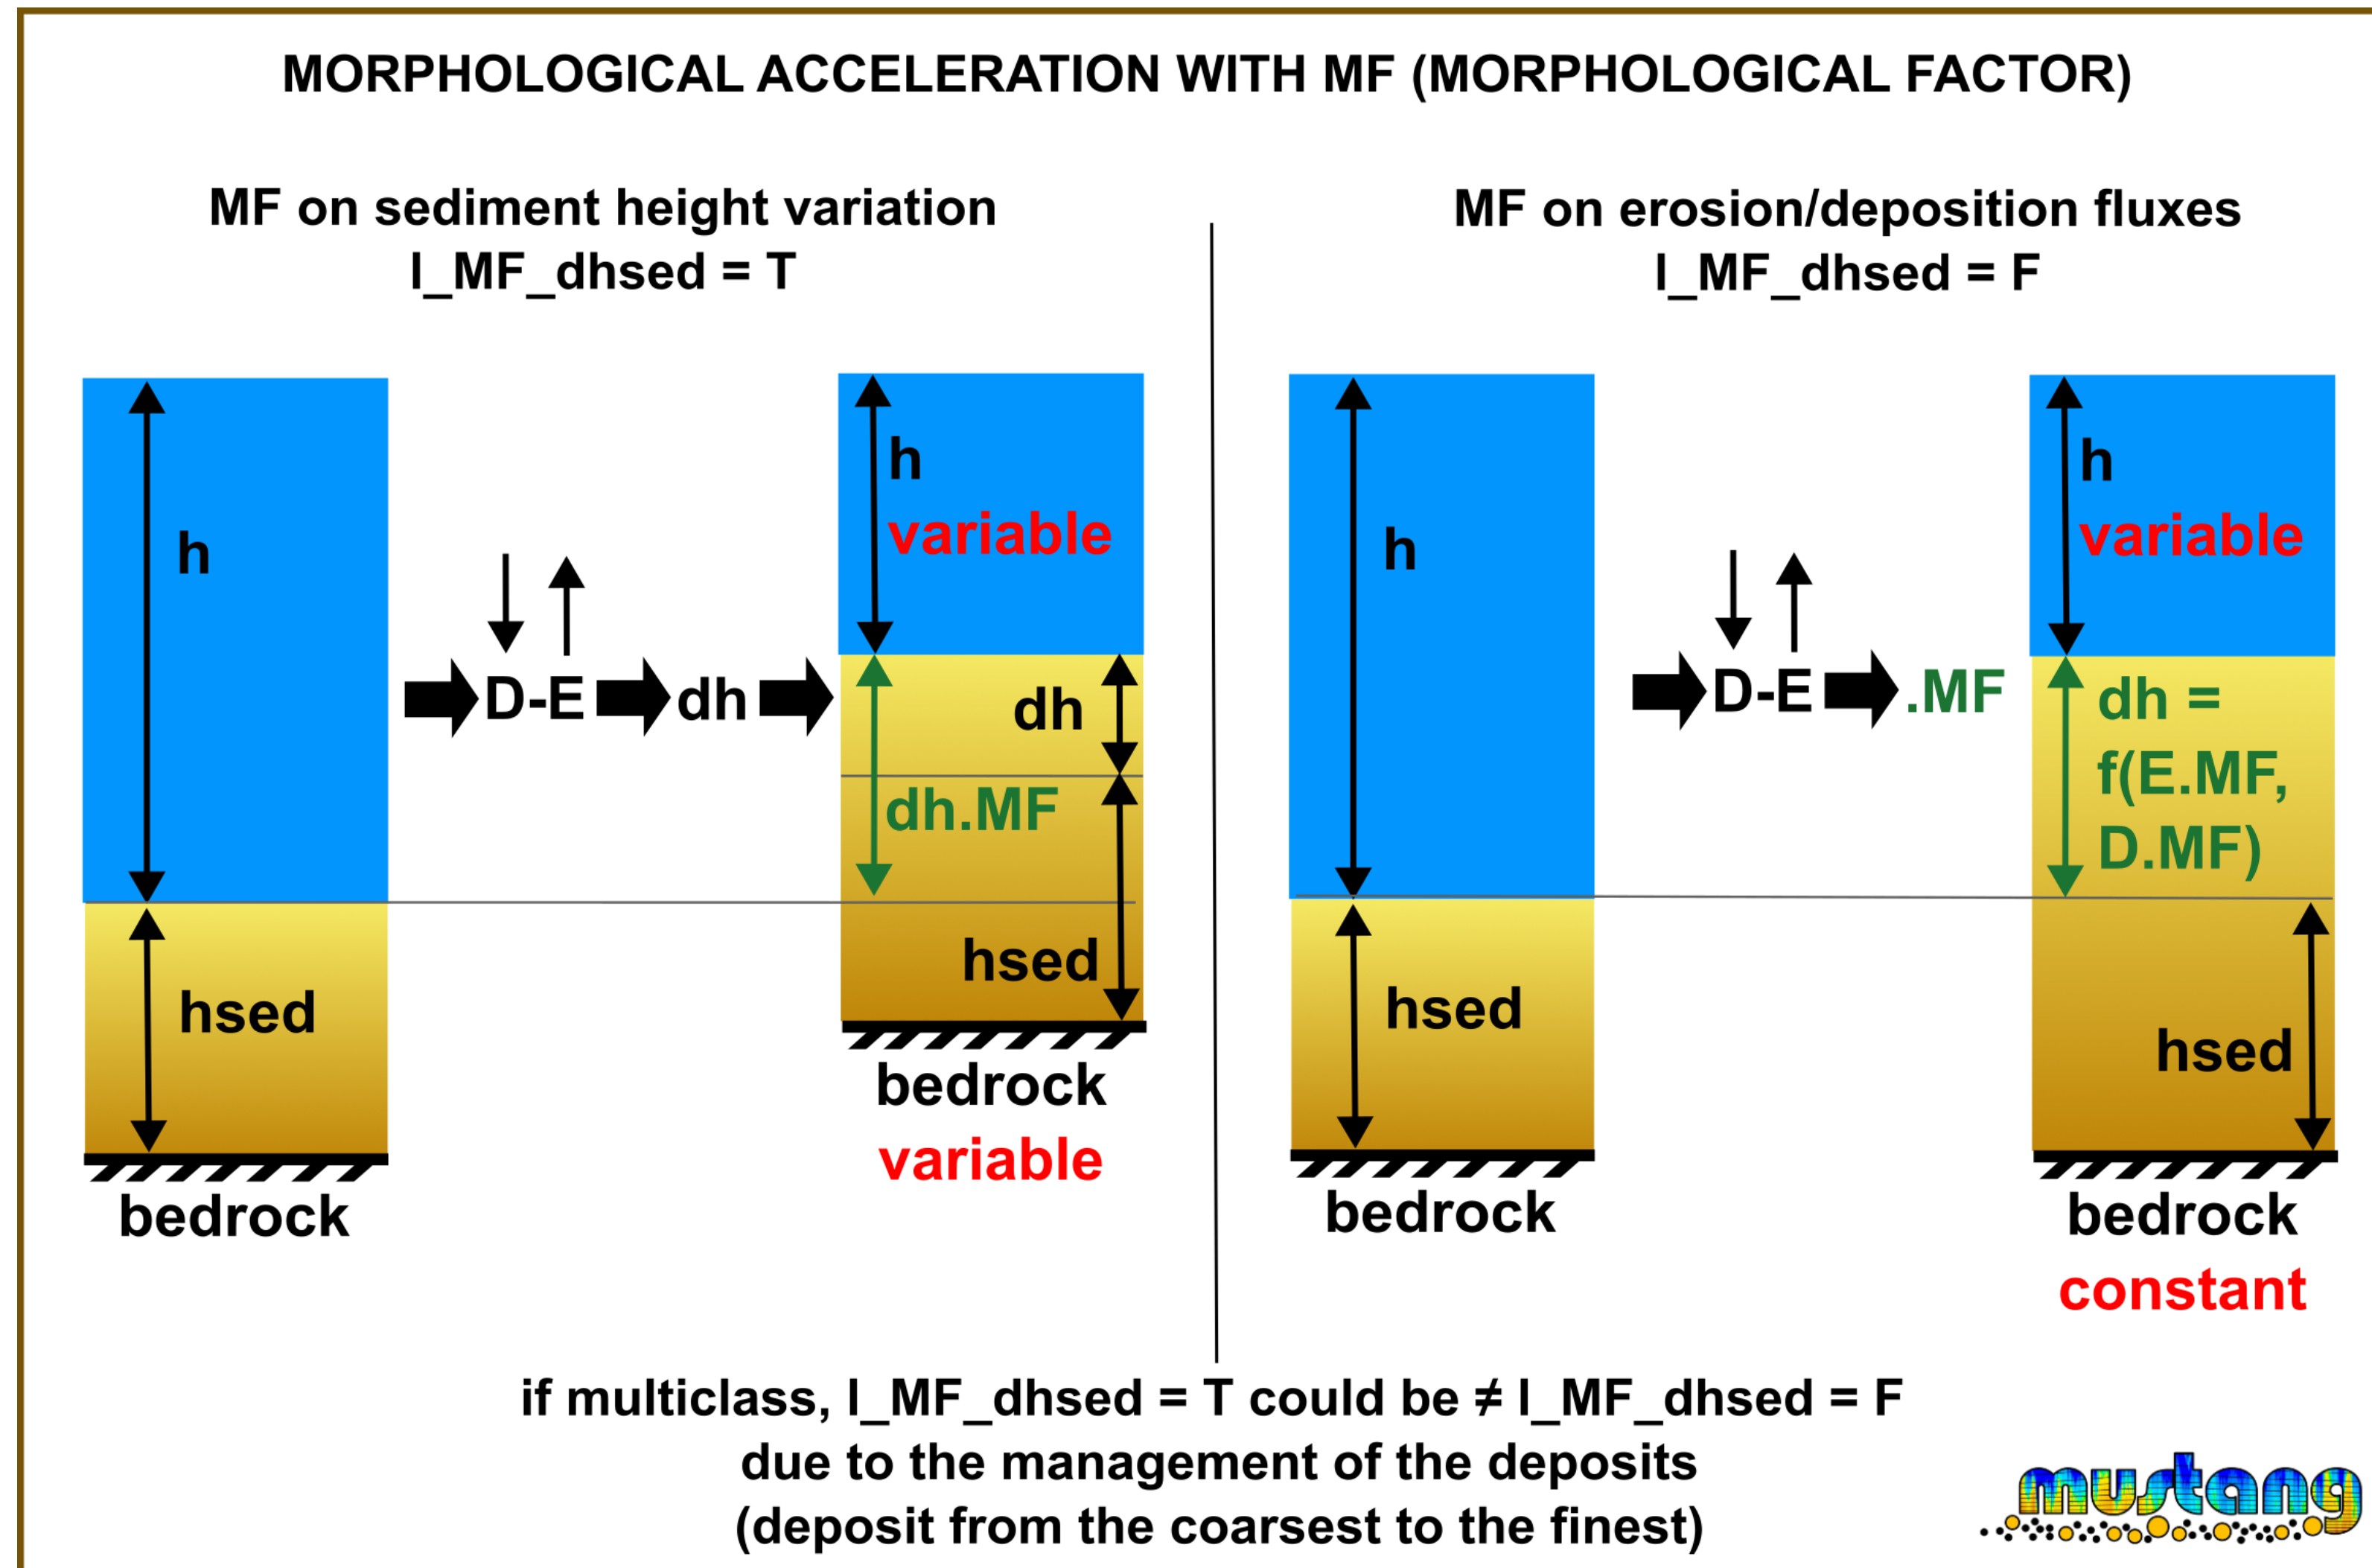 MORPHOLOGICAL ACCELERATION WITH MF (MORPHOLOGICAL FACTOR)
MF on sediment height variation
l_MF_dhsed = T
h
hsed
bedrock
D-E
dh
h
variable
dh
dh.MF
hsed
bedrock
variable
MF on erosion/deposition fluxes
l_MF_dhsed = F
h
hsed
bedrock
D-E
.MF
h
variable
dh =
f(E.MF,
D.MF)
hsed
bedrock
constant
if multiclass, l_MF_dhsed = T could be ≠ l_MF_dhsed = F
due to the management of the deposits
(deposit from the coarsest to the finest)
mustang